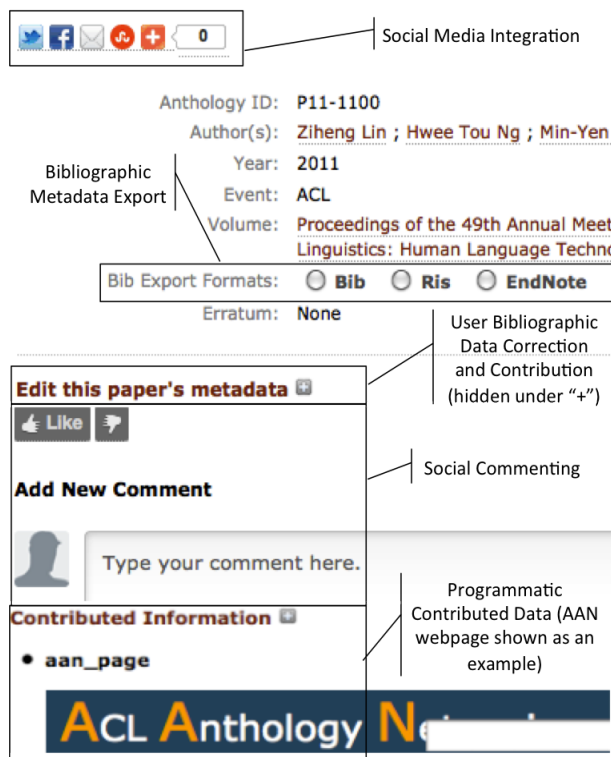 0
Social Media Integration
Anthology ID: P11-1100
Author(s): Ziheng Lin ; Hwee Tou Ng ; Min-Yen
Bibliographic
Metadata Export
Year: 2011
Event: ACL
Volume: Proceedings of the 49th Annual Meet
Linguistics: Human Language Techno
Bib Export Formats: Bib Ris EndNote
Erratum: None
User Bibliographic
Data Correction
and Contribution
(hidden under “+”)
Edit this paper's metadata
Like
Social Commenting
Add New Comment
Type your comment here.
Programmatic
Contributed Data (AAN
webpage shown as an
example)
Contributed Information
• aan_page
ACL Anthology